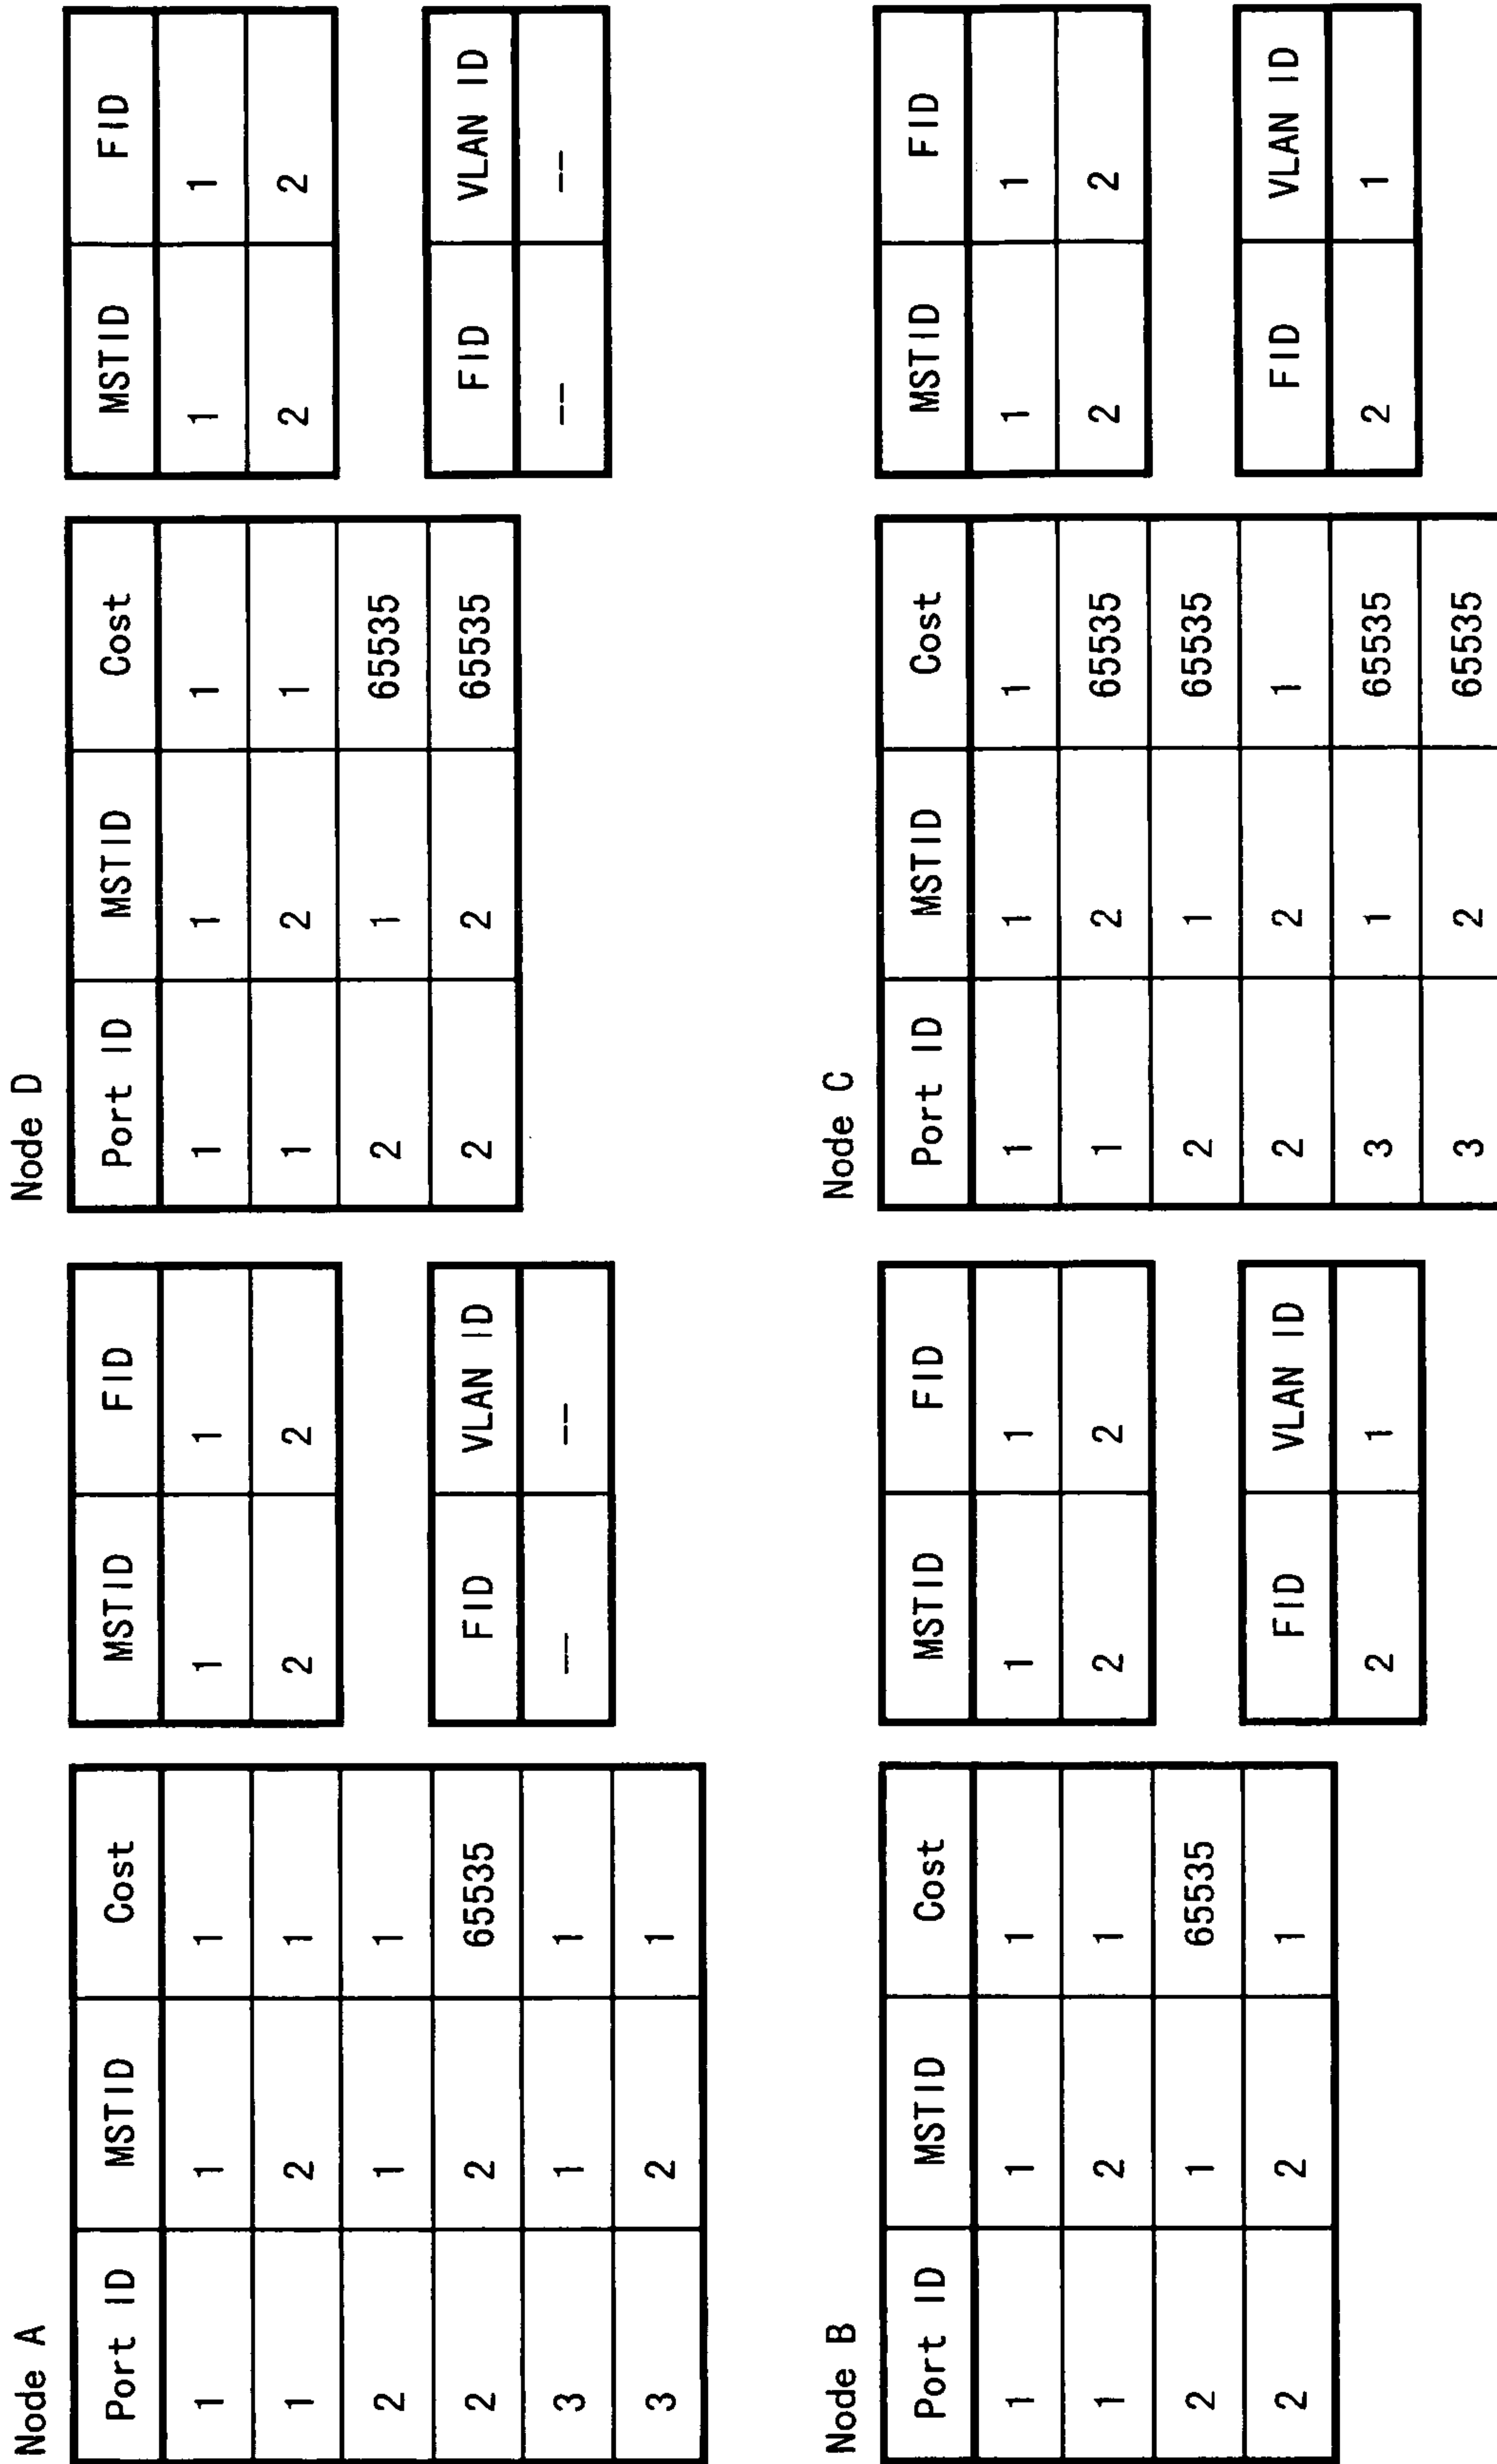 Node A
Port ID MSTID Cost
1 1 1
1 2 1
2 1 1
2 2 65535
3 1 1
3 2 1
MSTID FID
1 1
2 2
FID VLAN ID
-- --
Node D
Port ID MSTID Cost
1 1 1
1 2 1
2 1 65535
2 2 65535
MSTID FID
1 1
2 2
FID VLAN ID
-- --
Node B
Port ID MSTID Cost
1 1 1
1 2 1
2 1 65535
2 2 1
MSTID FID
1 1
2 2
FID VLAN ID
2 1
Node C
Port ID MSTID Cost
1 1 1
1 2 65535
2 1 65535
2 2 1
3 1 65535
3 2 65535
MSTID FID
1 1
2 2
FID VLAN ID
2 1